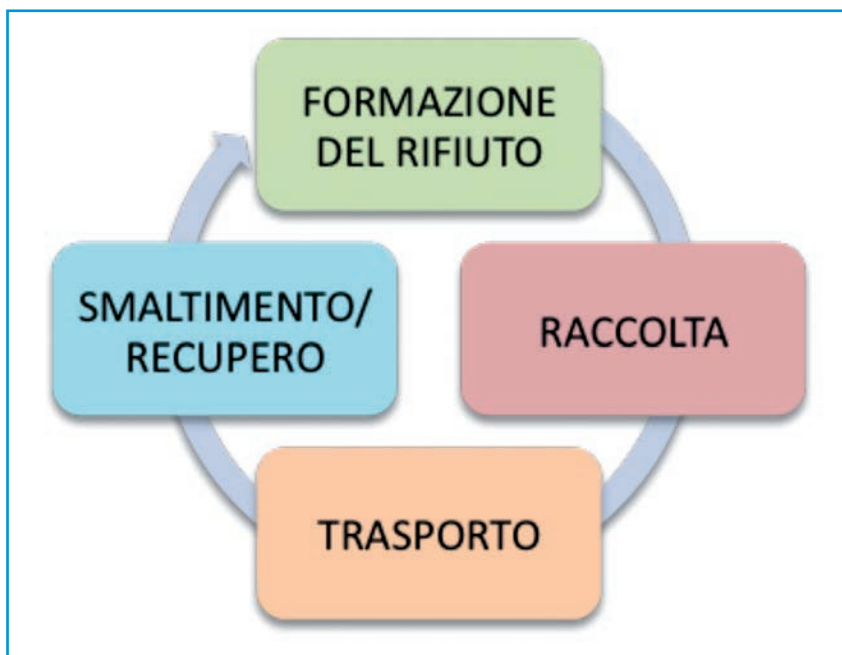 FORMAZIONE
DEL RIFIUTO
RACCOLTA
TRASPORTO
SMALTIMENTO/
RECUPERO